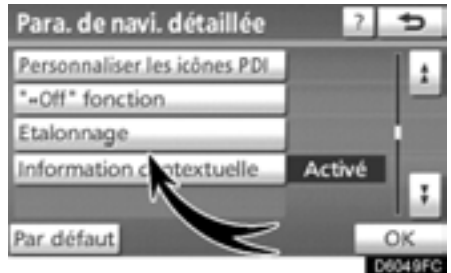 Para. de navi. détaillée ?
Personnaliser les icônes PDI
"↔Off" fonction
Etalonnage
Information contextuelle Activé
Par défaut OK
D6049FC